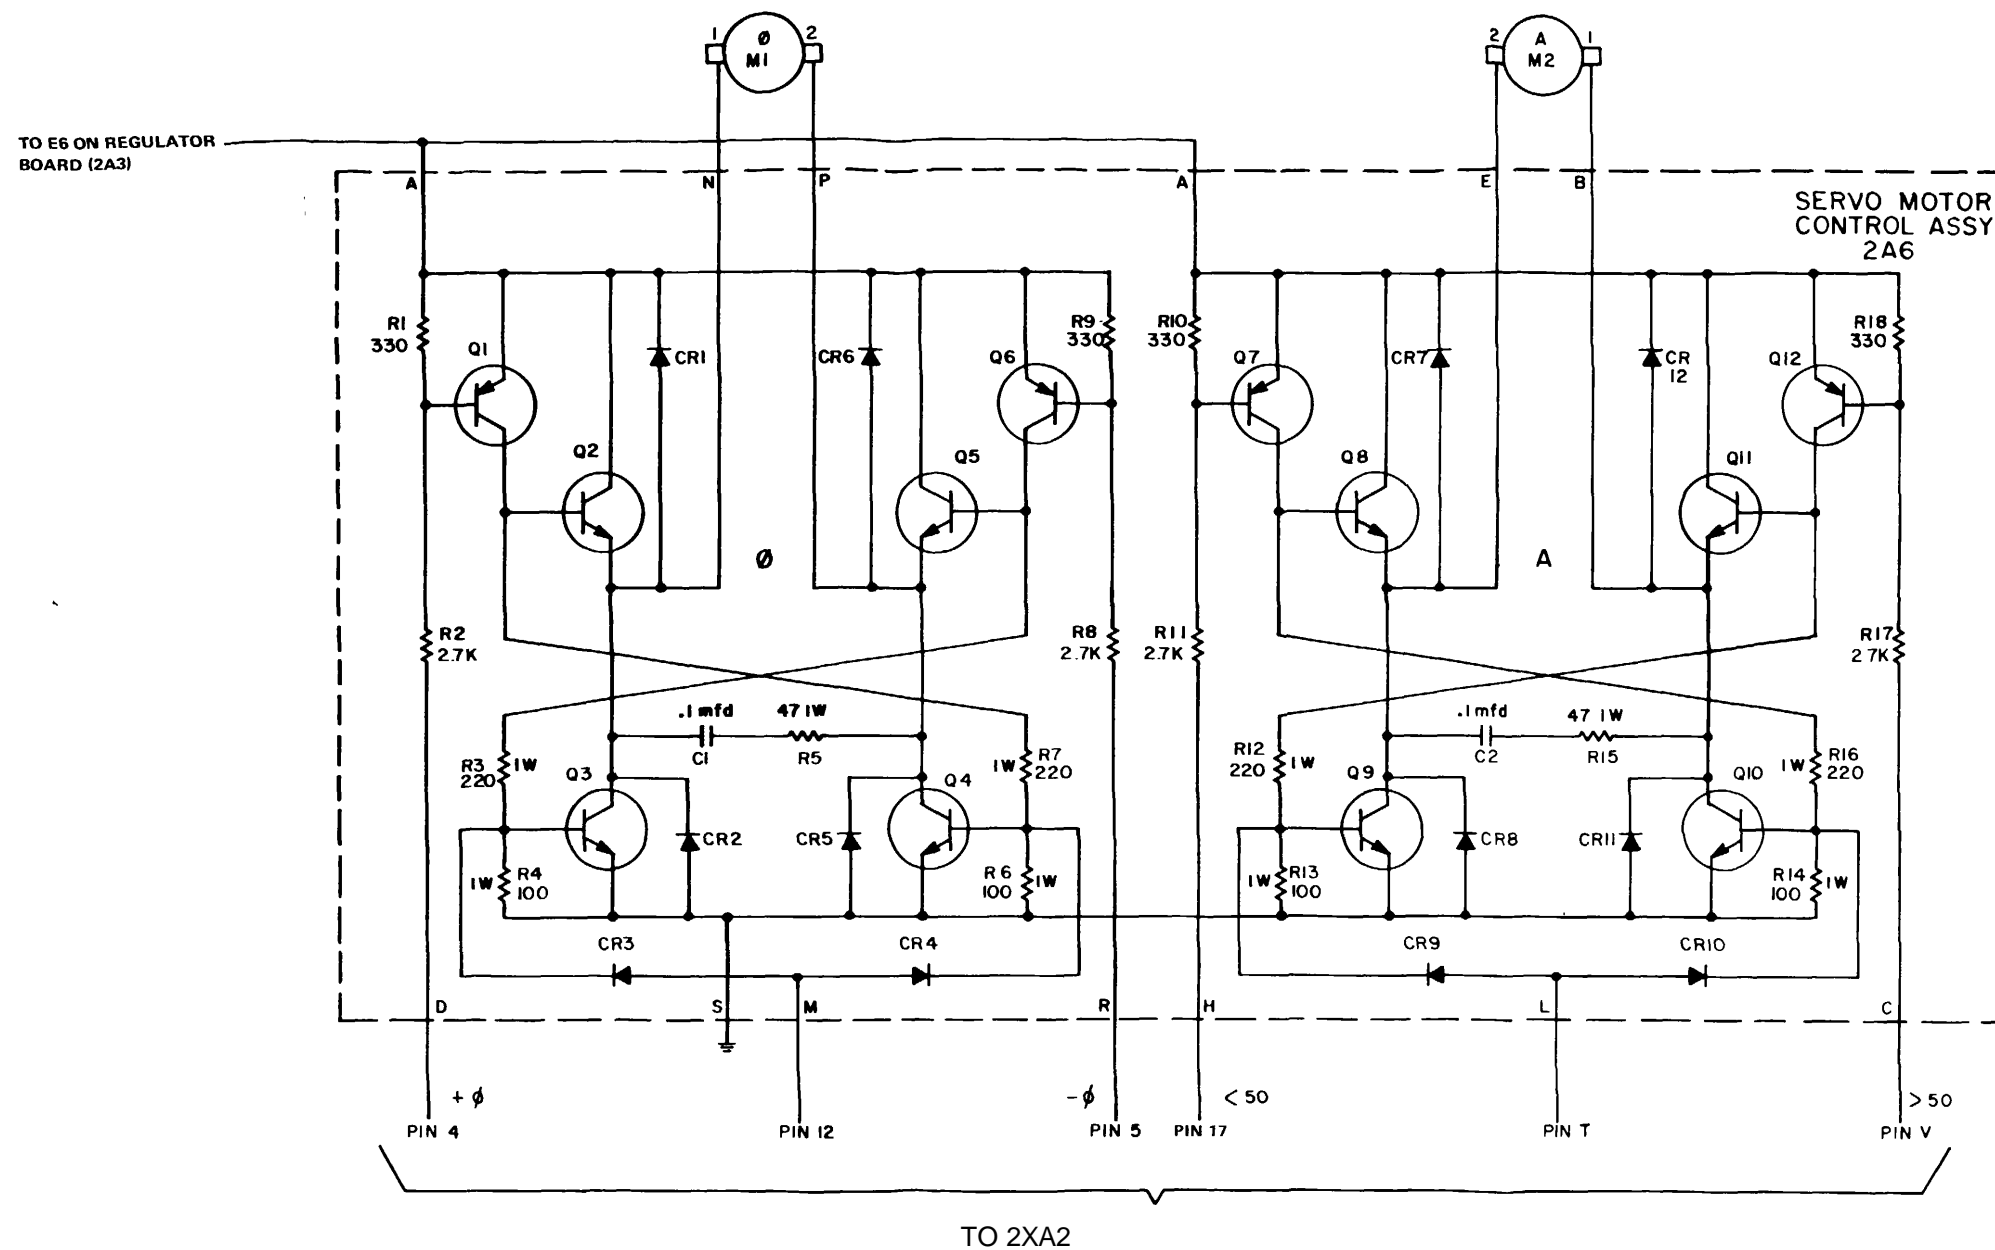 1
Ø
M1
2
2
A
M2
1
TO E6 ON REGULATOR
BOARD (2A3)
A
N
P
A
E
B
SERVO MOTOR
CONTROL ASSY
2A6
R1
330
Q1
CR1
CR6
Q6
R9
330
R10
330
Q7
CR7
CR
12
Q12
R18
330
Q2
Q5
Q8
Q11
Ø
A
R2
2.7K
R8
2.7K
R11
2.7K
R17
2 7K
.1mfd
C1
47 1W
R5
.1mfd
C2
47 1W
R15
R3
220
1W
Q3
CR2
CR5
Q4
1W
R7
220
R12
220
1W
Q9
CR8
CR11
Q10
1W
R16
220
1W
R4
100
R6
100
1W
1W
R13
100
R14
100
1W
CR3
CR4
CR9
CR10
D
S
M
R
H
L
C
+ ø
- ø
< 50
> 50
PIN 4
PIN 12
PIN 5
PIN 17
PIN T
PIN V
TO 2XA2